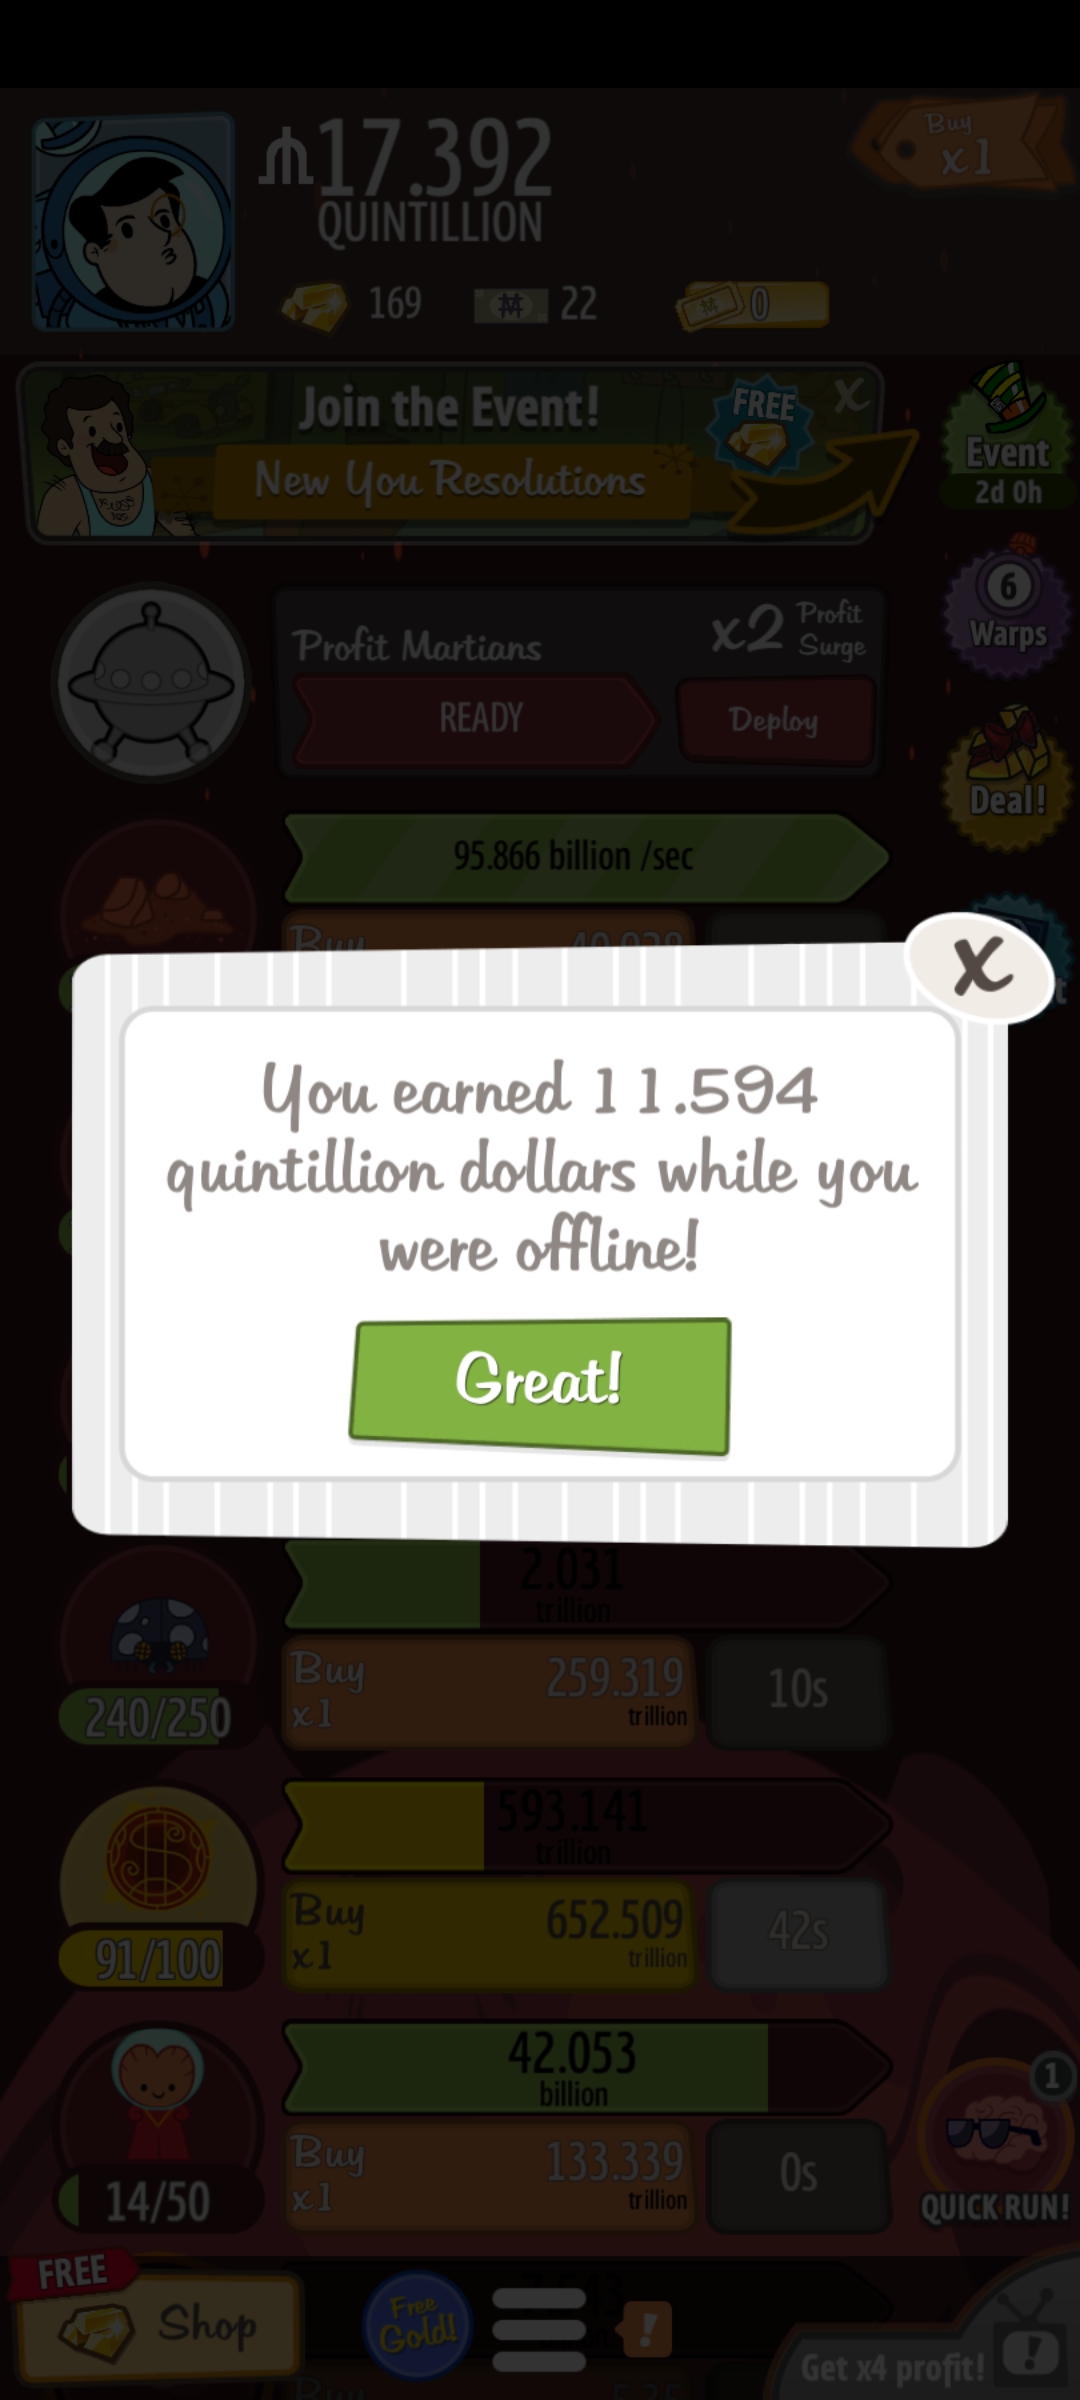 17.392
QUINTILLION
Buy
x1
169
22
0
Join the Event!
New You Resolutions
FREE
X
Event
2d 0h
6
Warps
Profit Martians
x2 Profit
Surge
READY
Deploy
Deal!
95.866 billion /sec
Buy
X
You earned 11.594
quintillion dollars while you
were offline!
Great!
2.031
trillion
Buy
x1
259.319
trillion
10s
240/250
593.141
trillion
Buy
x1
652.509
trillion
42s
91/100
42.053
billion
Buy
x1
133.339
trillion
0s
14/50
1
QUICK RUN!
FREE
Shop
Free
Gold!
!
Get x4 profit!
!
Buy